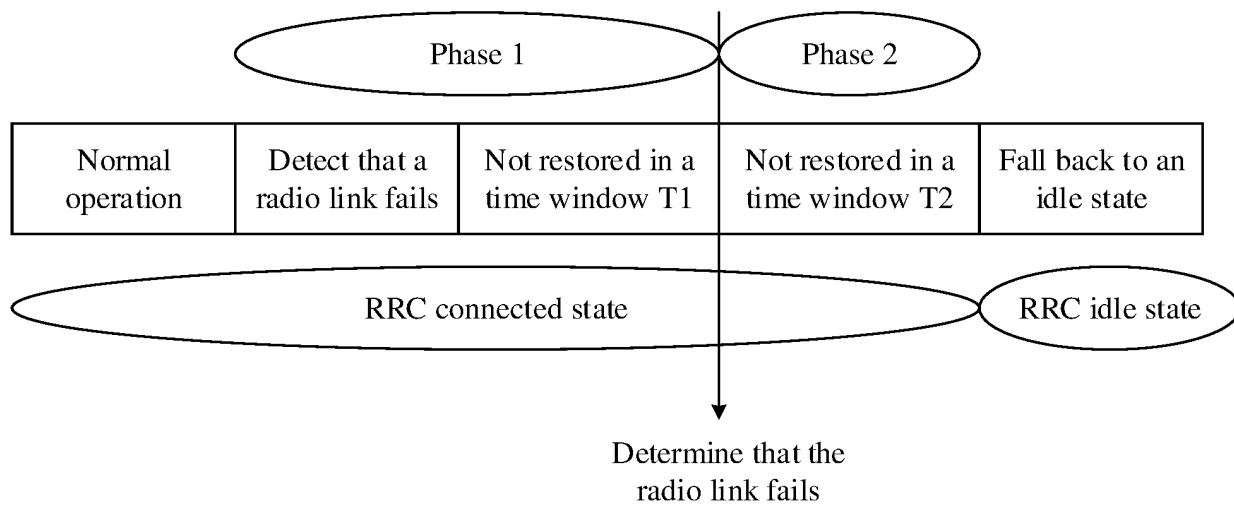 Phase 1
Phase 2
Normal
operation
Detect that a
radio link fails
Not restored in a
time window T1
Not restored in a
time window T2
Fall back to an
idle state
RRC connected state
RRC idle state
Determine that the
radio link fails